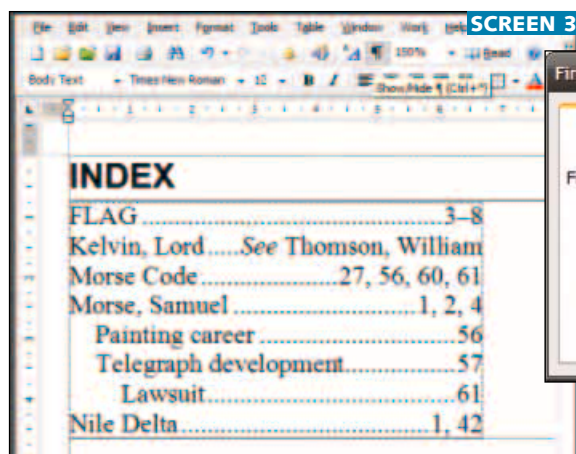 SCREEN 3
File Edit View Insert Format Tools Table Window Work Help
150% Read
Body Text Times New Roman 12 B I
Show/Hide ¶ (Ctrl+*)
Fin
F
INDEX
FLAG................................................3–8
Kelvin, Lord.....See Thomson, William
Morse Code......................27, 56, 60, 61
Morse, Samuel..............................1, 2, 4
Painting career................................56
Telegraph development.................57
Lawsuit.........................................61
Nile Delta........................................1, 42